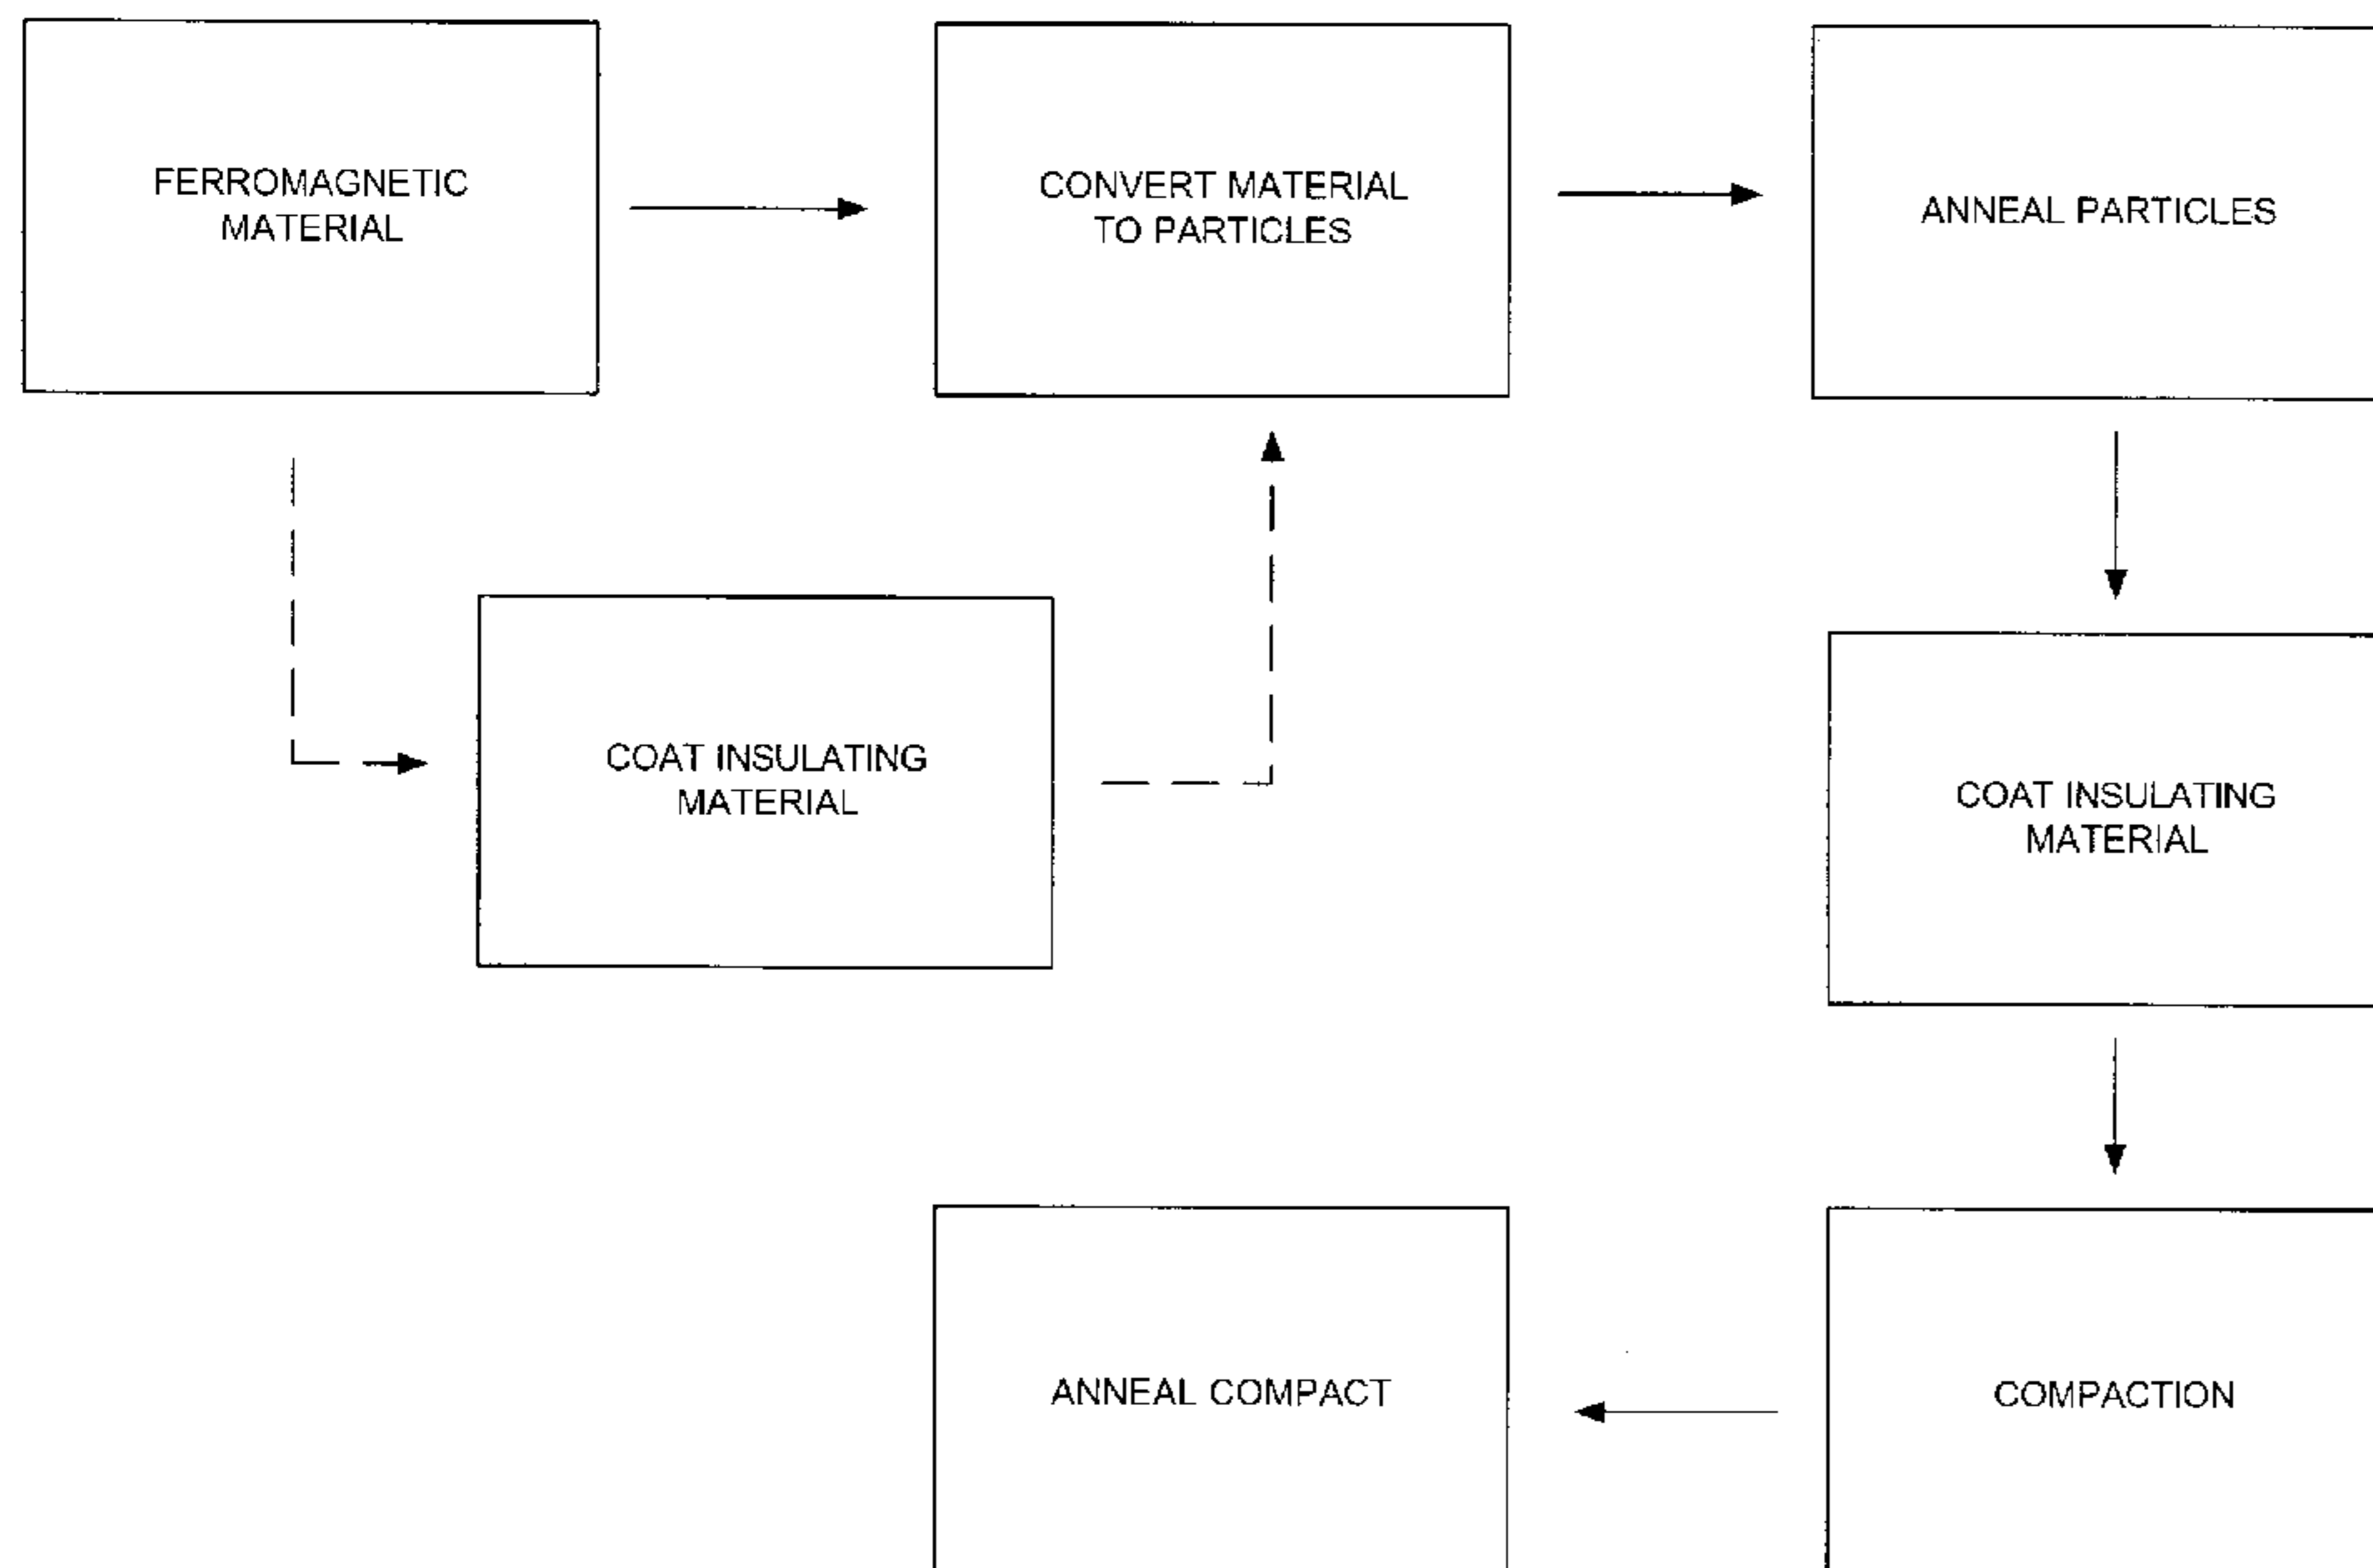 FERROMAGNETIC
MATERIAL
CONVERT MATERIAL
TO PARTICLES
ANNEAL PARTICLES
COAT INSULATING
MATERIAL
COAT INSULATING
MATERIAL
ANNEAL COMPACT
COMPACTION